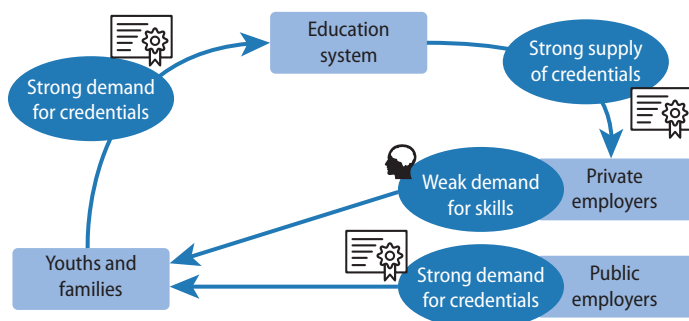 Education
system
Strong supply
of credentials
Strong demand
for credentials
Weak demand
for skills
Private
employers
Youths and
families
Strong demand
for credentials
Public
employers